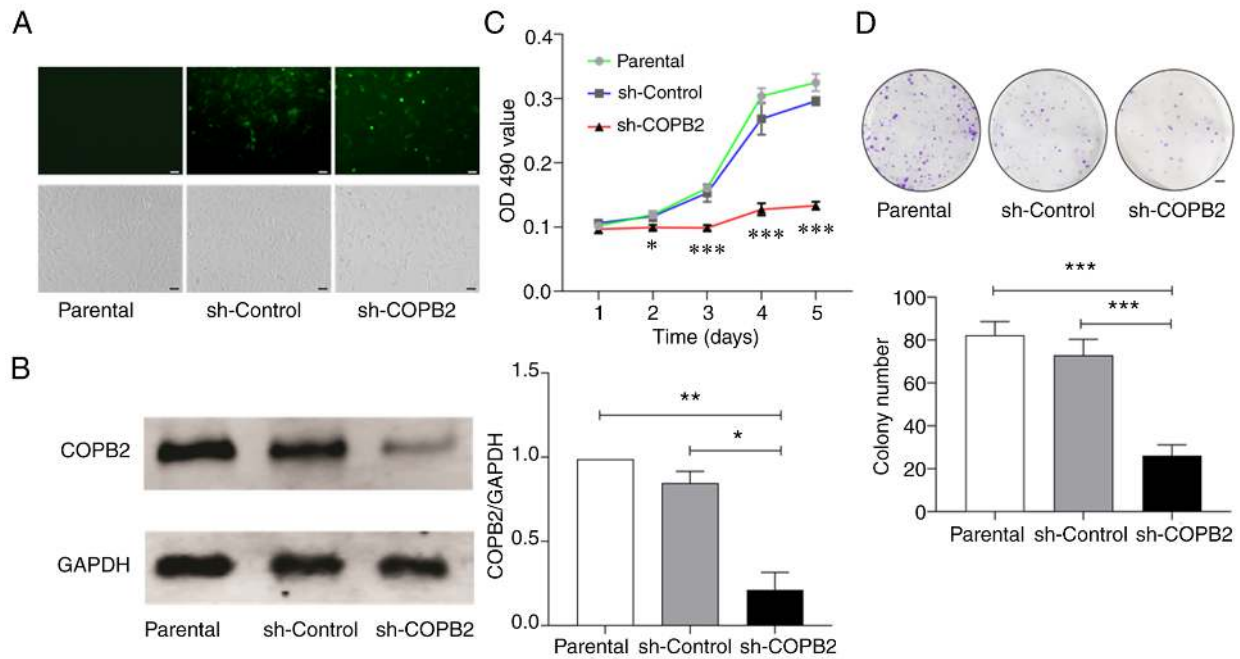 A
Parental
sh-Control
sh-COPB2
B
COPB2
GAPDH
Parental
sh-Control
sh-COPB2
1.5
1.0
0.5
0.0
COPB2/GAPDH
**
*
Parental
sh-Control
sh-COPB2
C
0.4
0.3
0.2
0.1
0.0
OD 490 value
Parental
sh-Control
sh-COPB2
*
***
***
***
1 2 3 4 5
Time (days)
D
Parental
sh-Control
sh-COPB2
***
***
100
80
60
40
20
0
Colony number
Parental
sh-Control
sh-COPB2